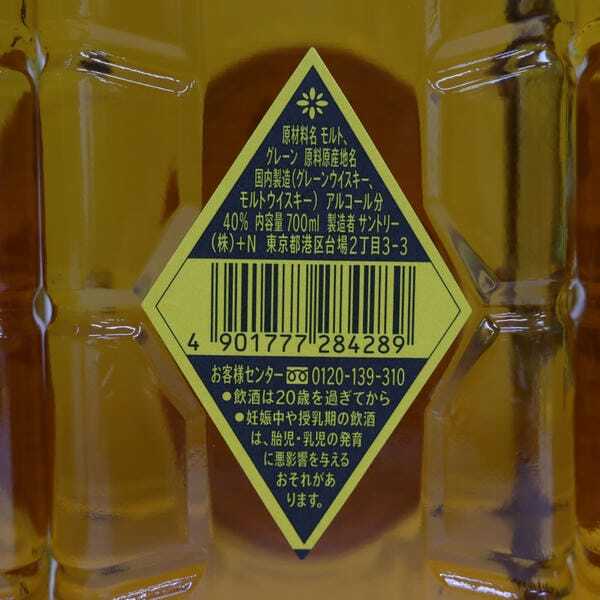 原材料名 モルト、
グレーン 原料原産地名
国内製造(グレーンウイスキー、
モルトウイスキー) アルコール分
40% 内容量 700ml 製造者 サントリー
(株)+N 東京都港区台場2丁目3-3
4 901777 284289
お客様センター 0120-139-310
●飲酒は20歳を過ぎてから
●妊娠中や授乳期の飲酒
は、胎児・乳児の発育
に悪影響を与える
おそれがあ
ります。